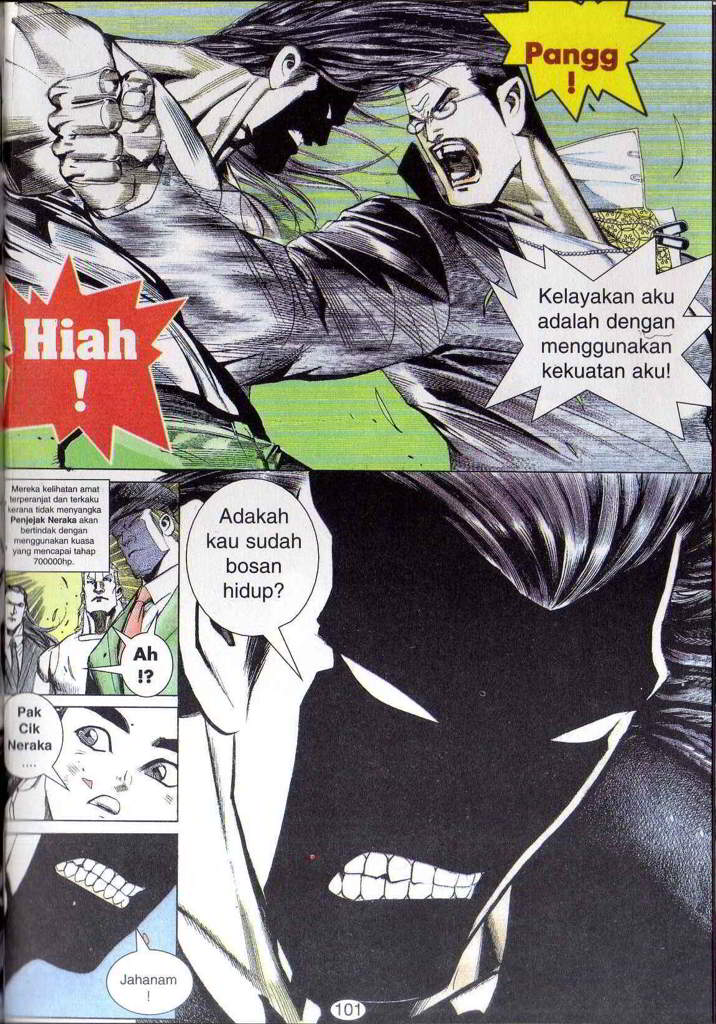 Pangg
!
Kelayakan aku
adalah dengan
menggunakan
kekuatan aku!
Hiah
!
Mereka kelihatan amat
terperanjat dan terkaku
kerana tidak menyangka
Penjejak Neraka akan
bertindak dengan
menggunakan kuasa
yang mencapai tahap
700000hp.
Ah
!?
Adakah
kau sudah
bosan
hidup?
Pak
Cik
Neraka
....
Jahanam
!
101